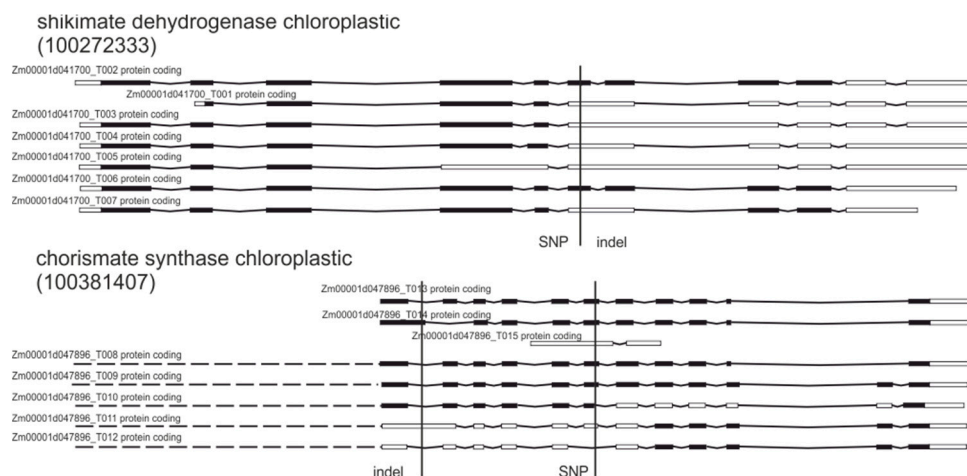 shikimate dehydrogenase chloroplastic
(100272333)
Zm00001d041700_T002 protein coding
Zm00001d041700_T001 protein coding
Zm00001d041700_T003 protein coding
Zm00001d041700_T004 protein coding
Zm00001d041700_T005 protein coding
Zm00001d041700_T006 protein coding
Zm00001d041700_T007 protein coding
SNP indel
chorismate synthase chloroplastic
(100381407)
Zm00001d047896_T013 protein coding
Zm00001d047896_T014 protein coding
Zm00001d047896_T015 protein coding
Zm00001d047896_T008 protein coding
Zm00001d047896_T009 protein coding
Zm00001d047896_T010 protein coding
Zm00001d047896_T011 protein coding
Zm00001d047896_T012 protein coding
indel SNP